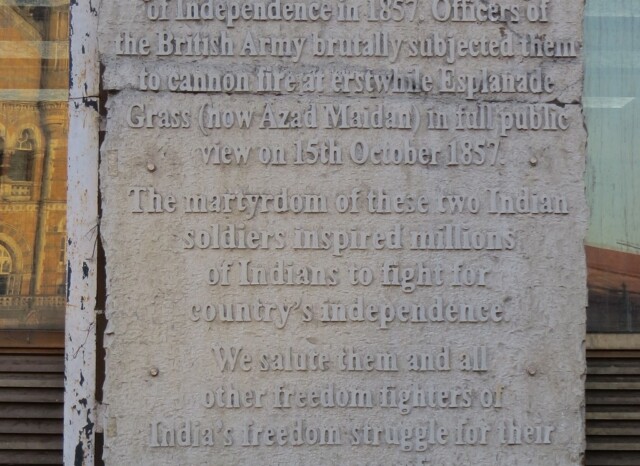 of Independence in 1857. Officers of
the British Army brutally subjected them
to cannon fire at erstwhile Esplanade
Grass (now Azad Maidan) in full public
view on 15th October 1857.
The martyrdom of these two Indian
soldiers inspired millions
of Indians to fight for
country's independence.
We salute them and all
other freedom fighters of
India's freedom struggle for their